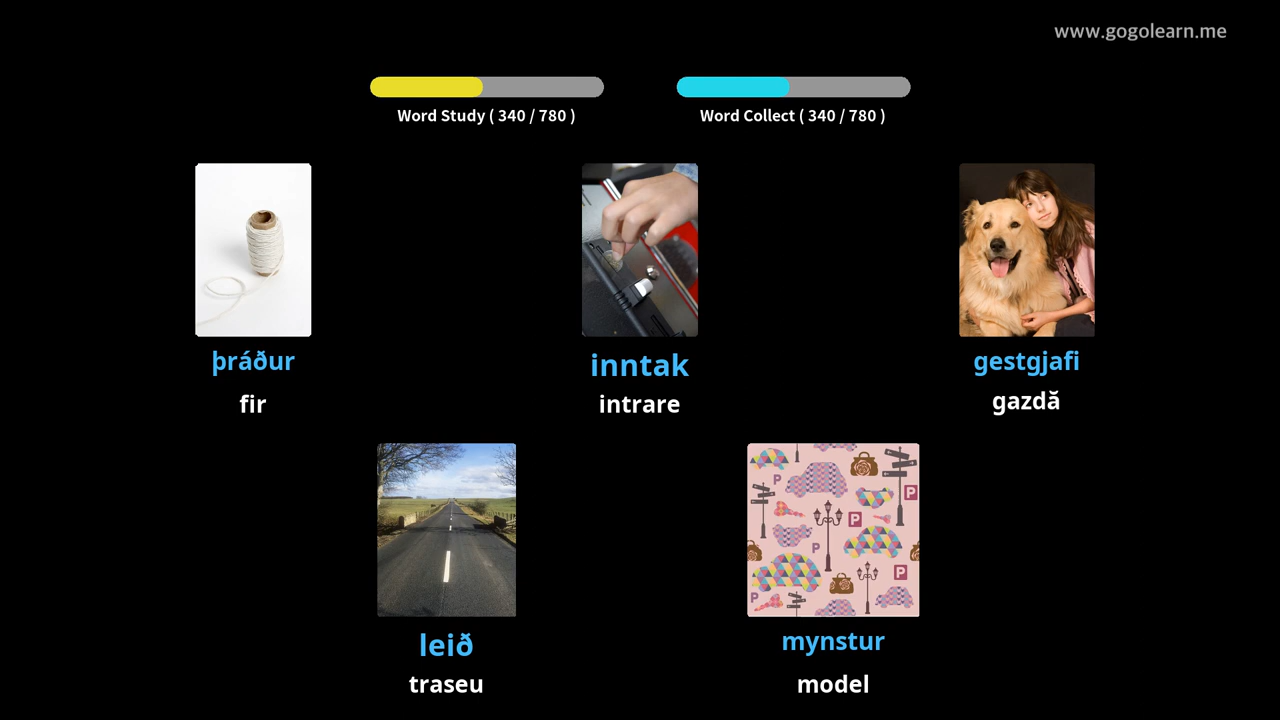 www.gogolearn.me
Word Study ( 340 / 780 )
Word Collect ( 340 / 780 )
þráður
inntak
gestgjafi
fir
intrare
gazdă
P
P
P
P
P
P
leið
mynstur
traseu
model